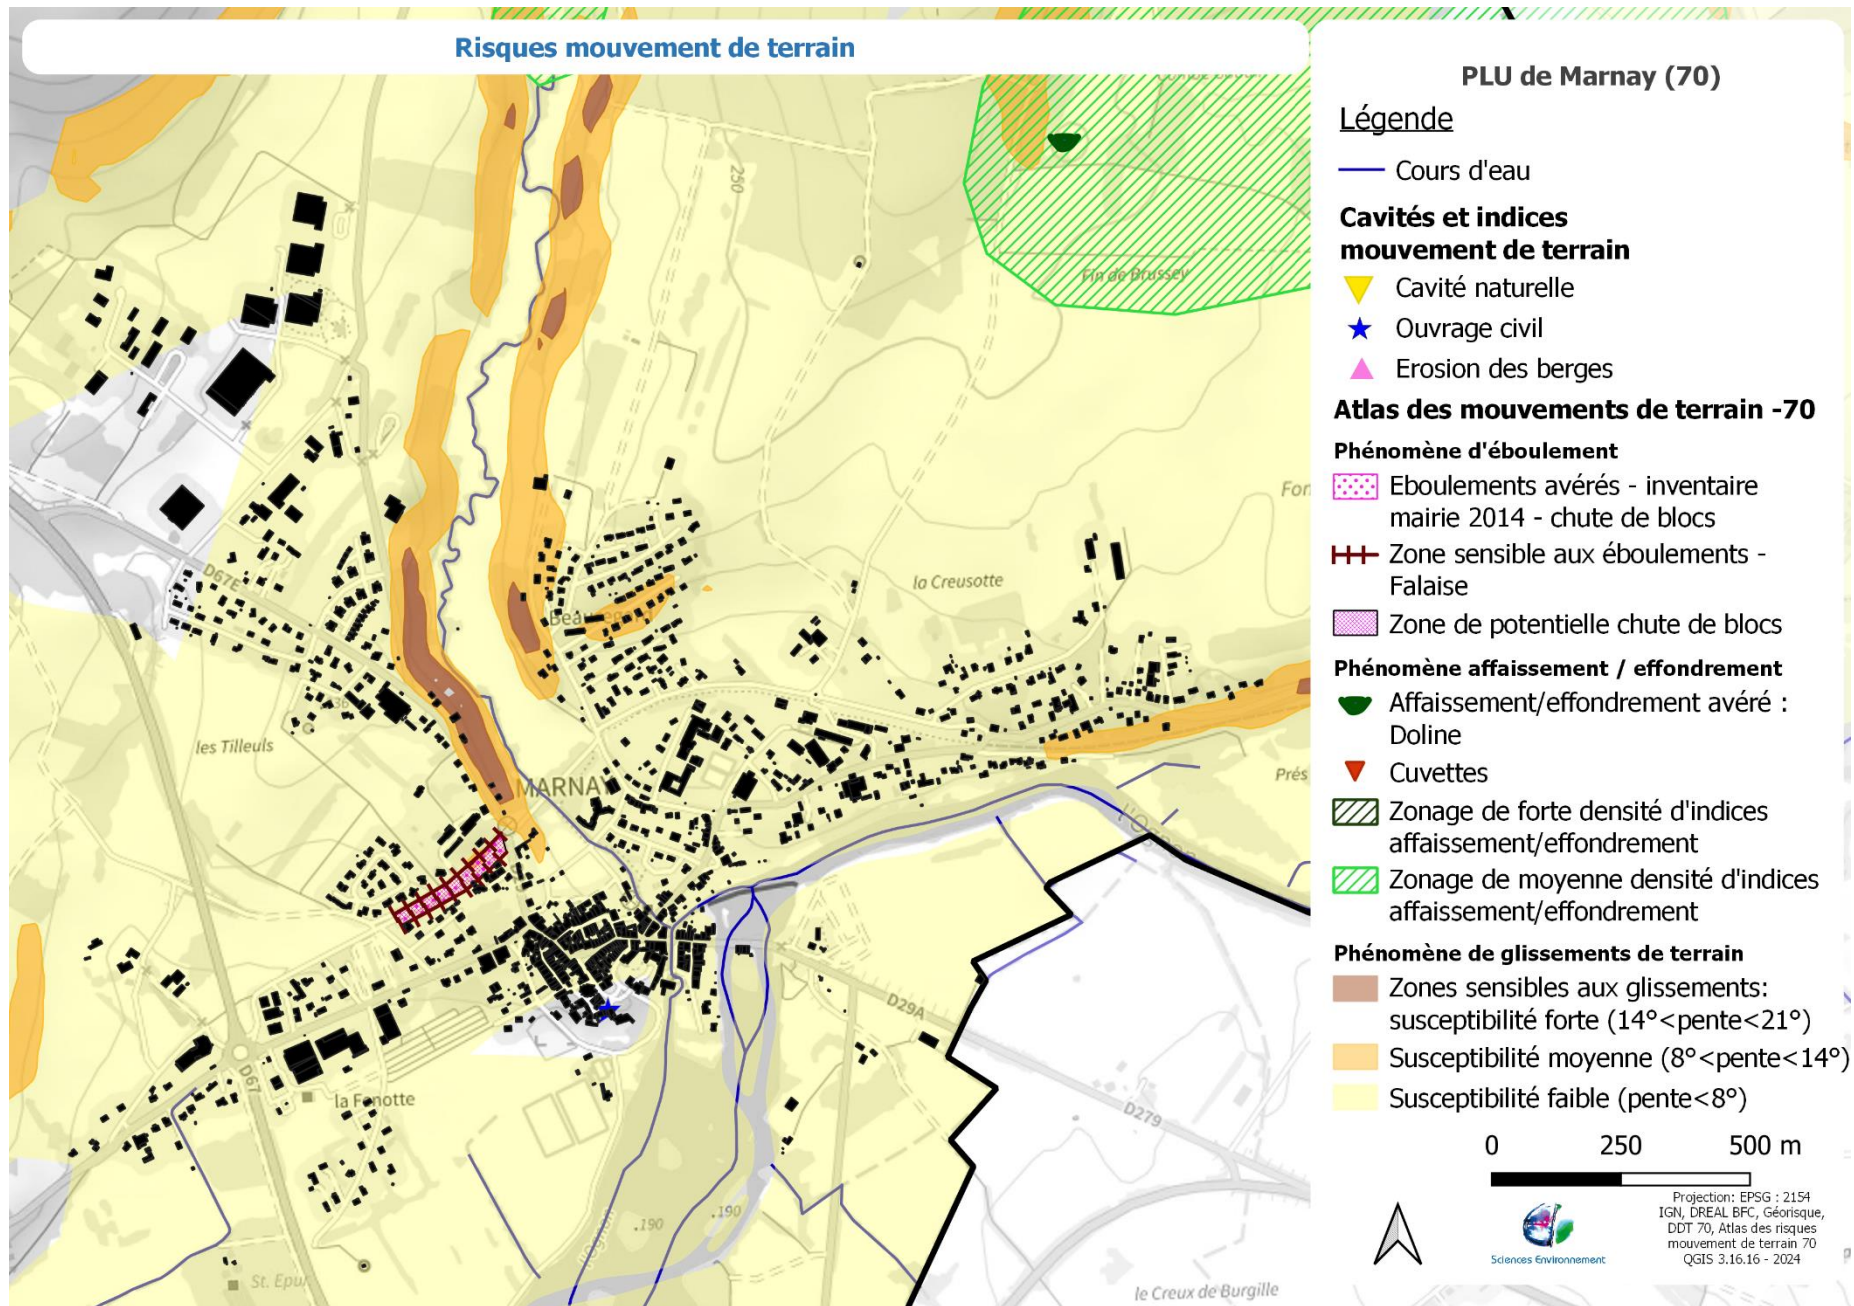 Risques mouvement de terrain
PLU de Marnay (70)
Légende
Cours d'eau
Cavités et indices
mouvement de terrain
Cavité naturelle
Ouvrage civil
Erosion des berges
Atlas des mouvements de terrain -70
Phénomène d'éboulement
Eboulements avérés - inventaire
mairie 2014 - chute de blocs
Zone sensible aux éboulements -
Falaise
Zone de potentielle chute de blocs
Phénomène affaissement / effondrement
Affaissement/effondrement avéré :
Doline
Cuvettes
Zonage de forte densité d'indices
affaissement/effondrement
Zonage de moyenne densité d'indices
affaissement/effondrement
Phénomène de glissements de terrain
Zones sensibles aux glissements:
susceptibilité forte (14°<pente<21°)
Susceptibilité moyenne (8°<pente<14°)
Susceptibilité faible (pente<8°)
0 250 500 m
Projection: EPSG : 2154
IGN, DREAL BFC, Géorisque,
DDT 70, Atlas des risques
mouvement de terrain 70
QGIS 3.16.16 - 2024
Sciences Environnement
250
Fin de Brussey
Fon
D67E
la Creusotte
Beauregard
les Tilleuls
MARNAY
Prés
l'Ognon
D29A
D67
la Fenotte
D279
l'Ognon
.190
.190
St. Epur
le Creux de Burgille